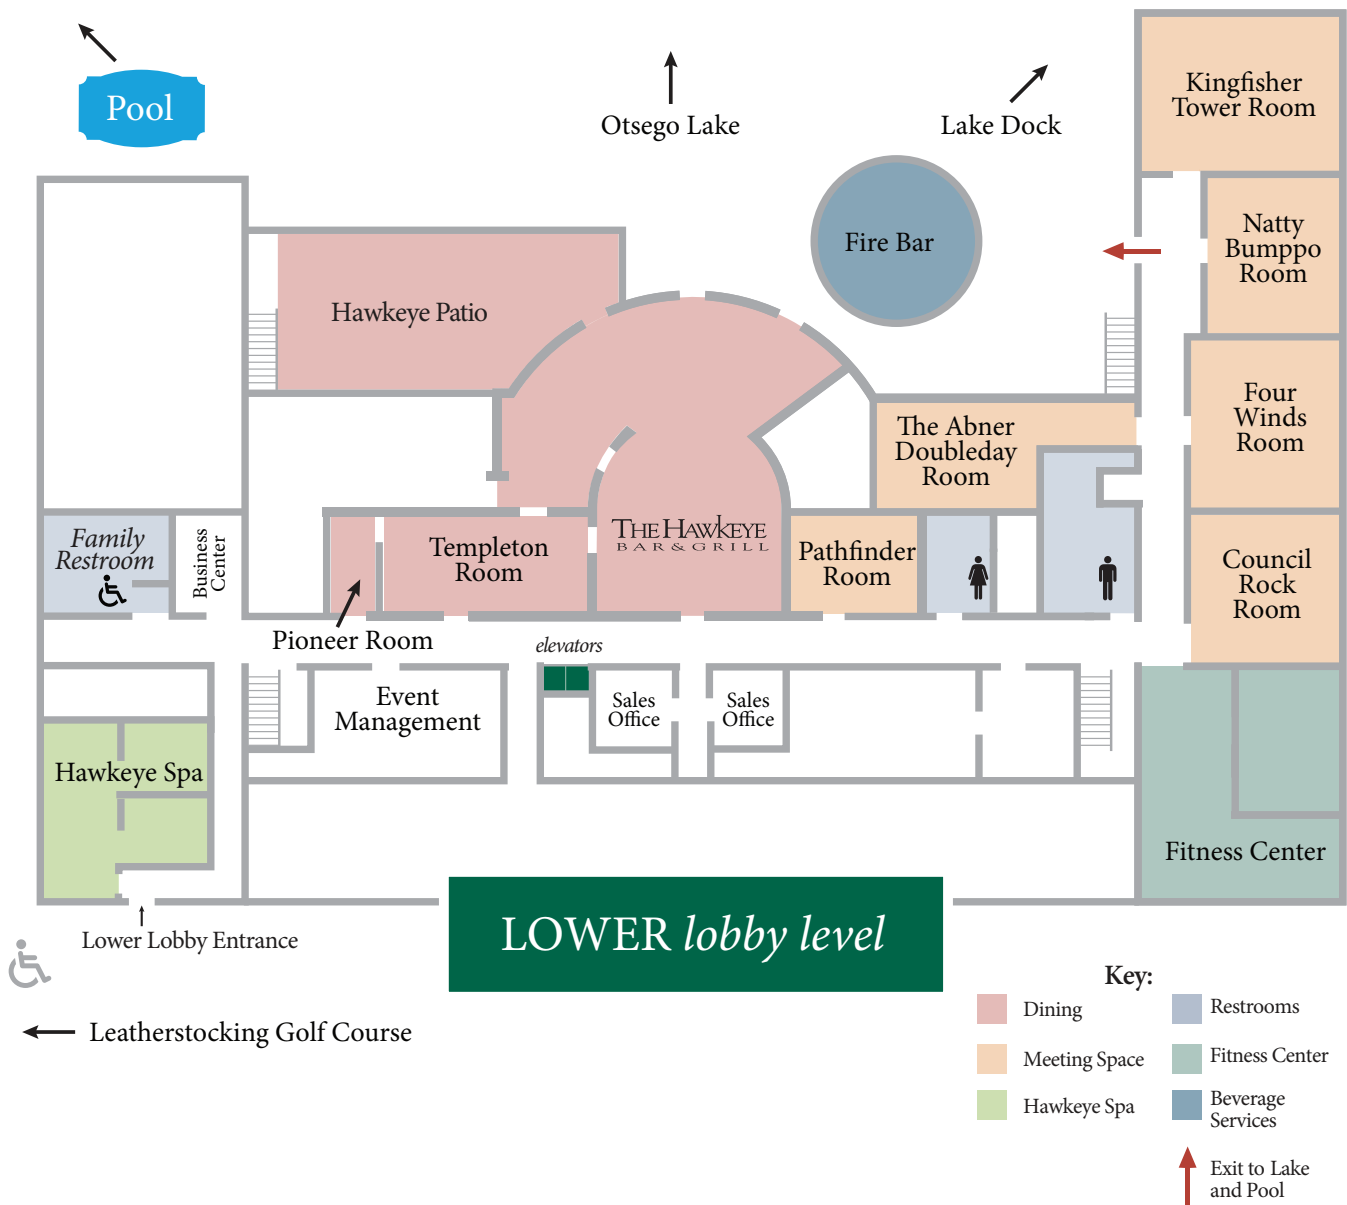 Pool
Otsego Lake
Lake Dock
Kingfisher
Tower Room
Natty
Bumppo
Room
Fire Bar
Hawkeye Patio
Four
Winds
Room
The Abner
Doubleday
Room
Family
Restroom
Business
Center
Templeton
Room
THE HAWKEYE
BAR & GRILL
Pathfinder
Room
Council
Rock
Room
Pioneer Room
elevators
Event
Management
Sales
Office
Sales
Office
Hawkeye Spa
Fitness Center
LOWER lobby level
Lower Lobby Entrance
Leatherstocking Golf Course
Key:
Dining
Meeting Space
Hawkeye Spa
Restrooms
Fitness Center
Beverage
Services
Exit to Lake
and Pool